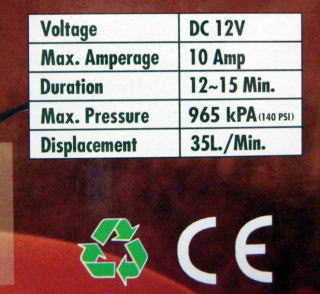 Voltage DC 12V
Max. Amperage 10 Amp
Duration 12~15 Min.
Max. Pressure 965 kPA (140 PSI)
Displacement 35L./Min.
CE